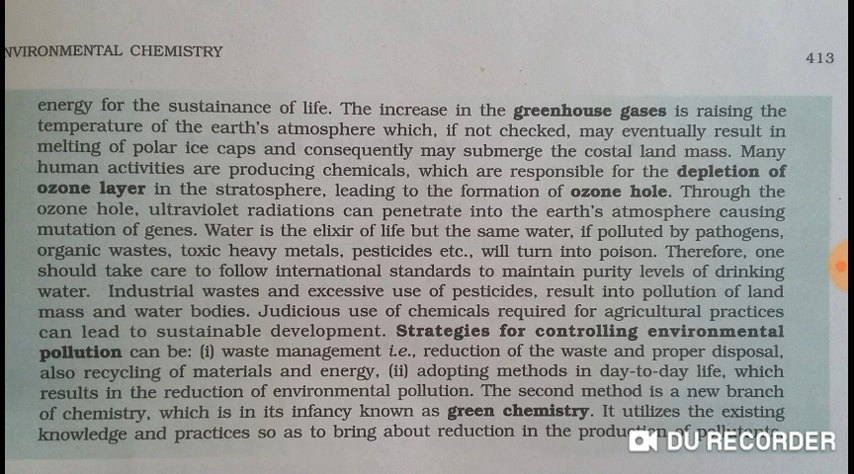 NVIRONMENTAL CHEMISTRY
413
energy for the sustainance of life. The increase in the greenhouse gases is raising the
temperature of the earth's atmosphere which, if not checked, may eventually result in
melting of polar ice caps and consequently may submerge the costal land mass. Many
human activities are producing chemicals, which are responsible for the depletion of
ozone layer in the stratosphere, leading to the formation of ozone hole. Through the
ozone hole, ultraviolet radiations can penetrate into the earth's atmosphere causing
mutation of genes. Water is the elixir of life but the same water, if polluted by pathogens,
organic wastes, toxic heavy metals, pesticides etc., will turn into poison. Therefore, one
should take care to follow international standards to maintain purity levels of drinking
water. Industrial wastes and excessive use of pesticides, result into pollution of land
mass and water bodies. Judicious use of chemicals required for agricultural practices
can lead to sustainable development. Strategies for controlling environmental
pollution can be: (i) waste management i.e., reduction of the waste and proper disposal,
also recycling of materials and energy, (ii) adopting methods in day-to-day life, which
results in the reduction of environmental pollution. The second method is a new branch
of chemistry, which is in its infancy known as green chemistry. It utilizes the existing
knowledge and practices so as to bring about reduction in the production of pollutants.
DU RECORDER